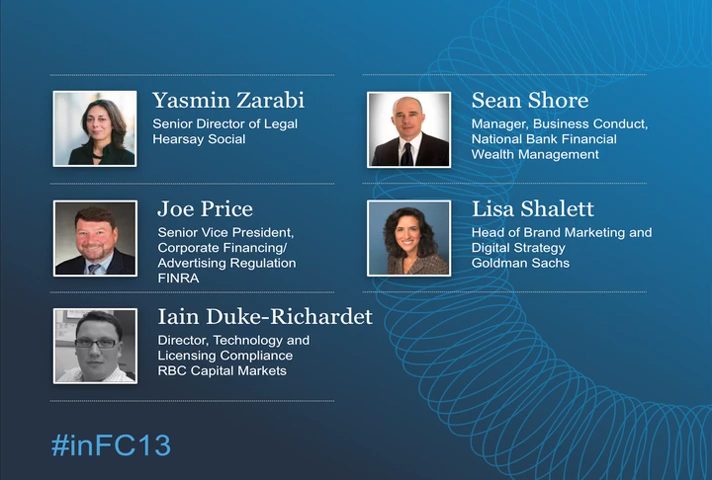 Yasmin Zarabi
Senior Director of Legal
Hearsay Social
Sean Shore
Manager, Business Conduct,
National Bank Financial
Wealth Management
Joe Price
Senior Vice President,
Corporate Financing/
Advertising Regulation
FINRA
Lisa Shalett
Head of Brand Marketing and
Digital Strategy
Goldman Sachs
Iain Duke-Richardet
Director, Technology and
Licensing Compliance
RBC Capital Markets
#inFC13